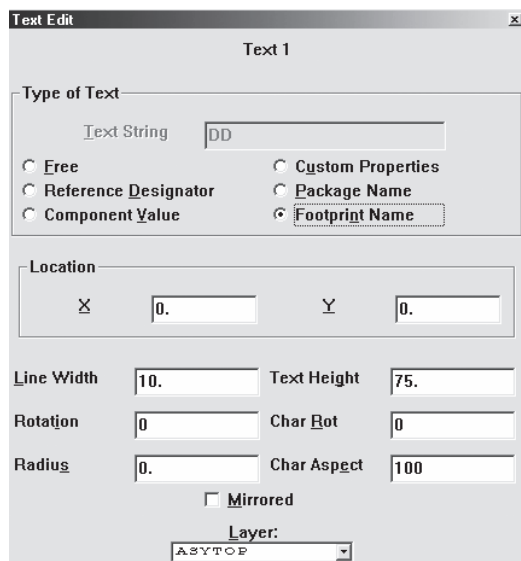 Text Edit
Text 1
Type of Text
Text String DD
Free Custom Properties
Reference Designator Package Name
Component Value Footprint Name
Location
X 0. Y 0.
Line Width 10. Text Height 75.
Rotation 0 Char Rot 0
Radius 0. Char Aspect 100
Mirrored
Layer:
ASYTOP